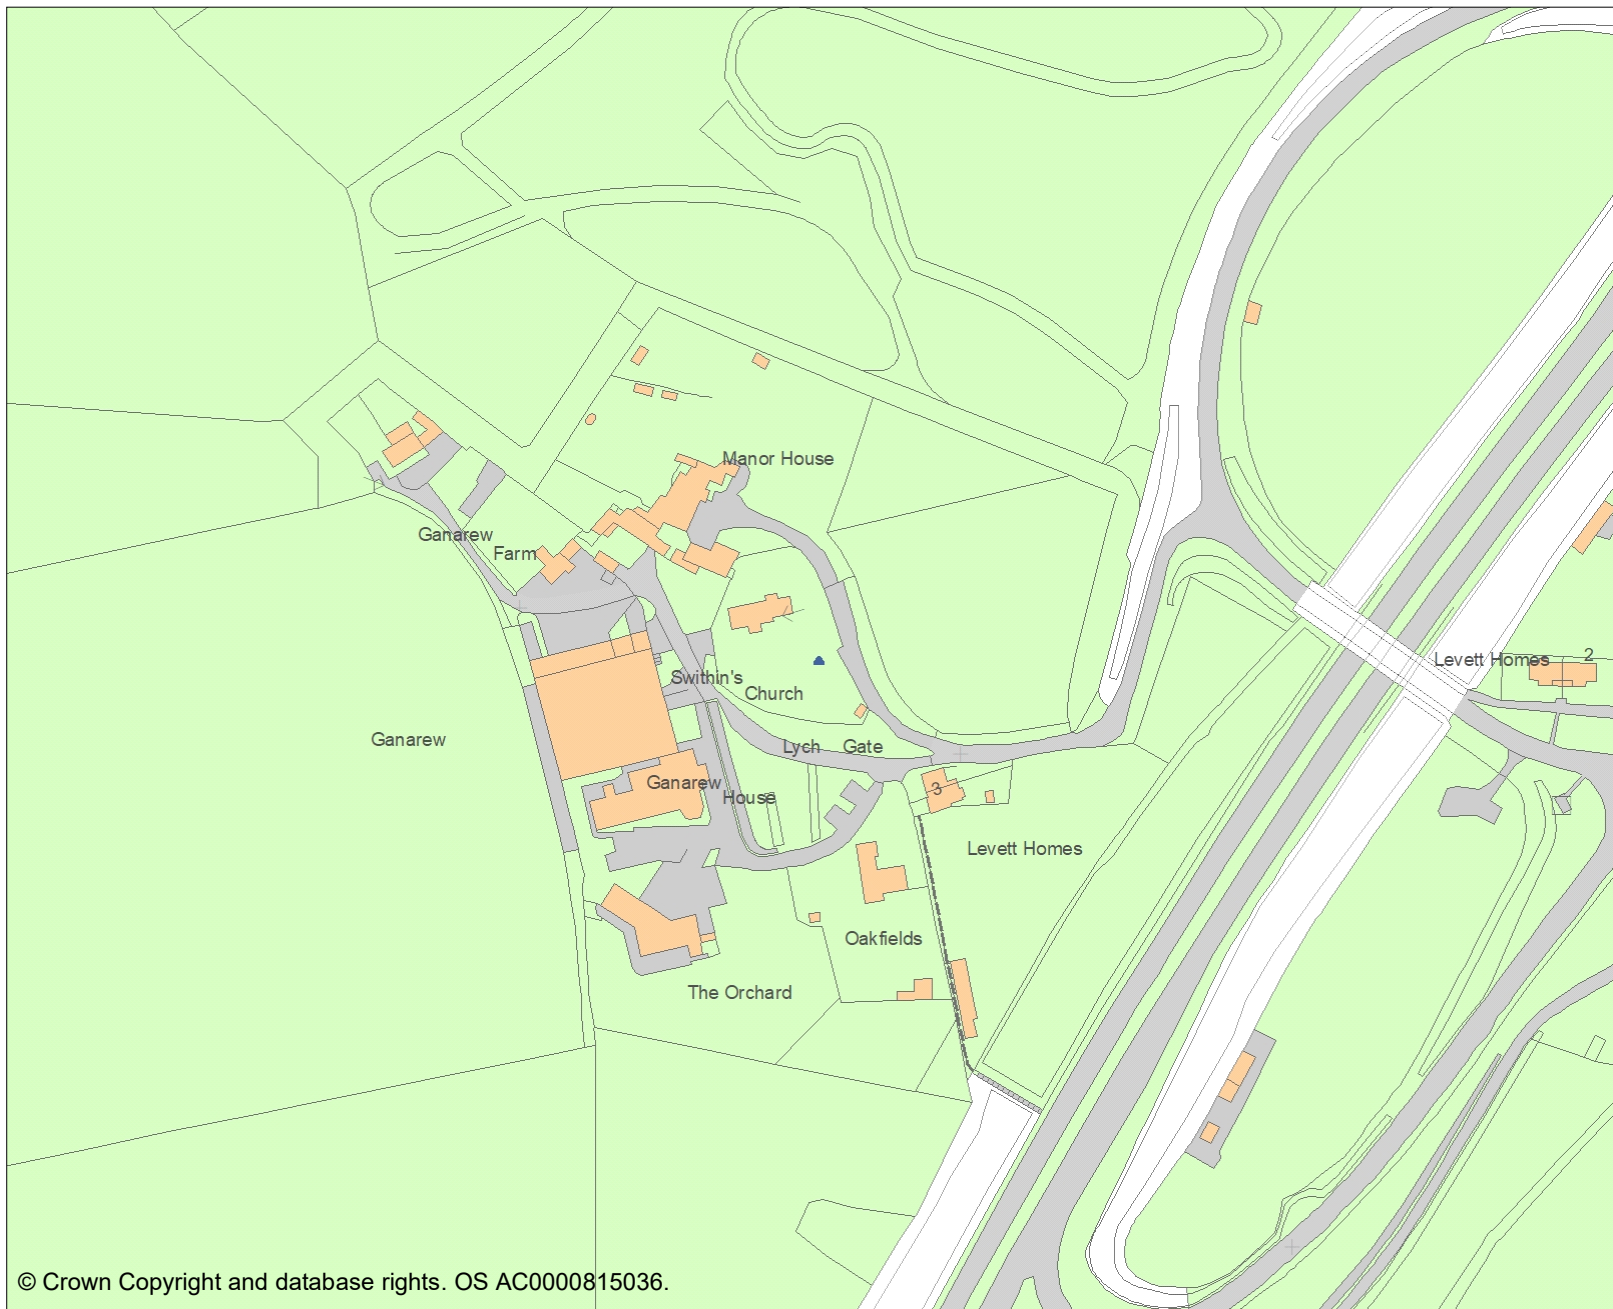 Manor House
Ganarew
Farm
Swithin's
Church
Levett Homes
2
Ganarew
Lych Gate
Ganarew
House
3
Levett Homes
Oakfields
The Orchard
© Crown Copyright and database rights. OS AC0000815036.